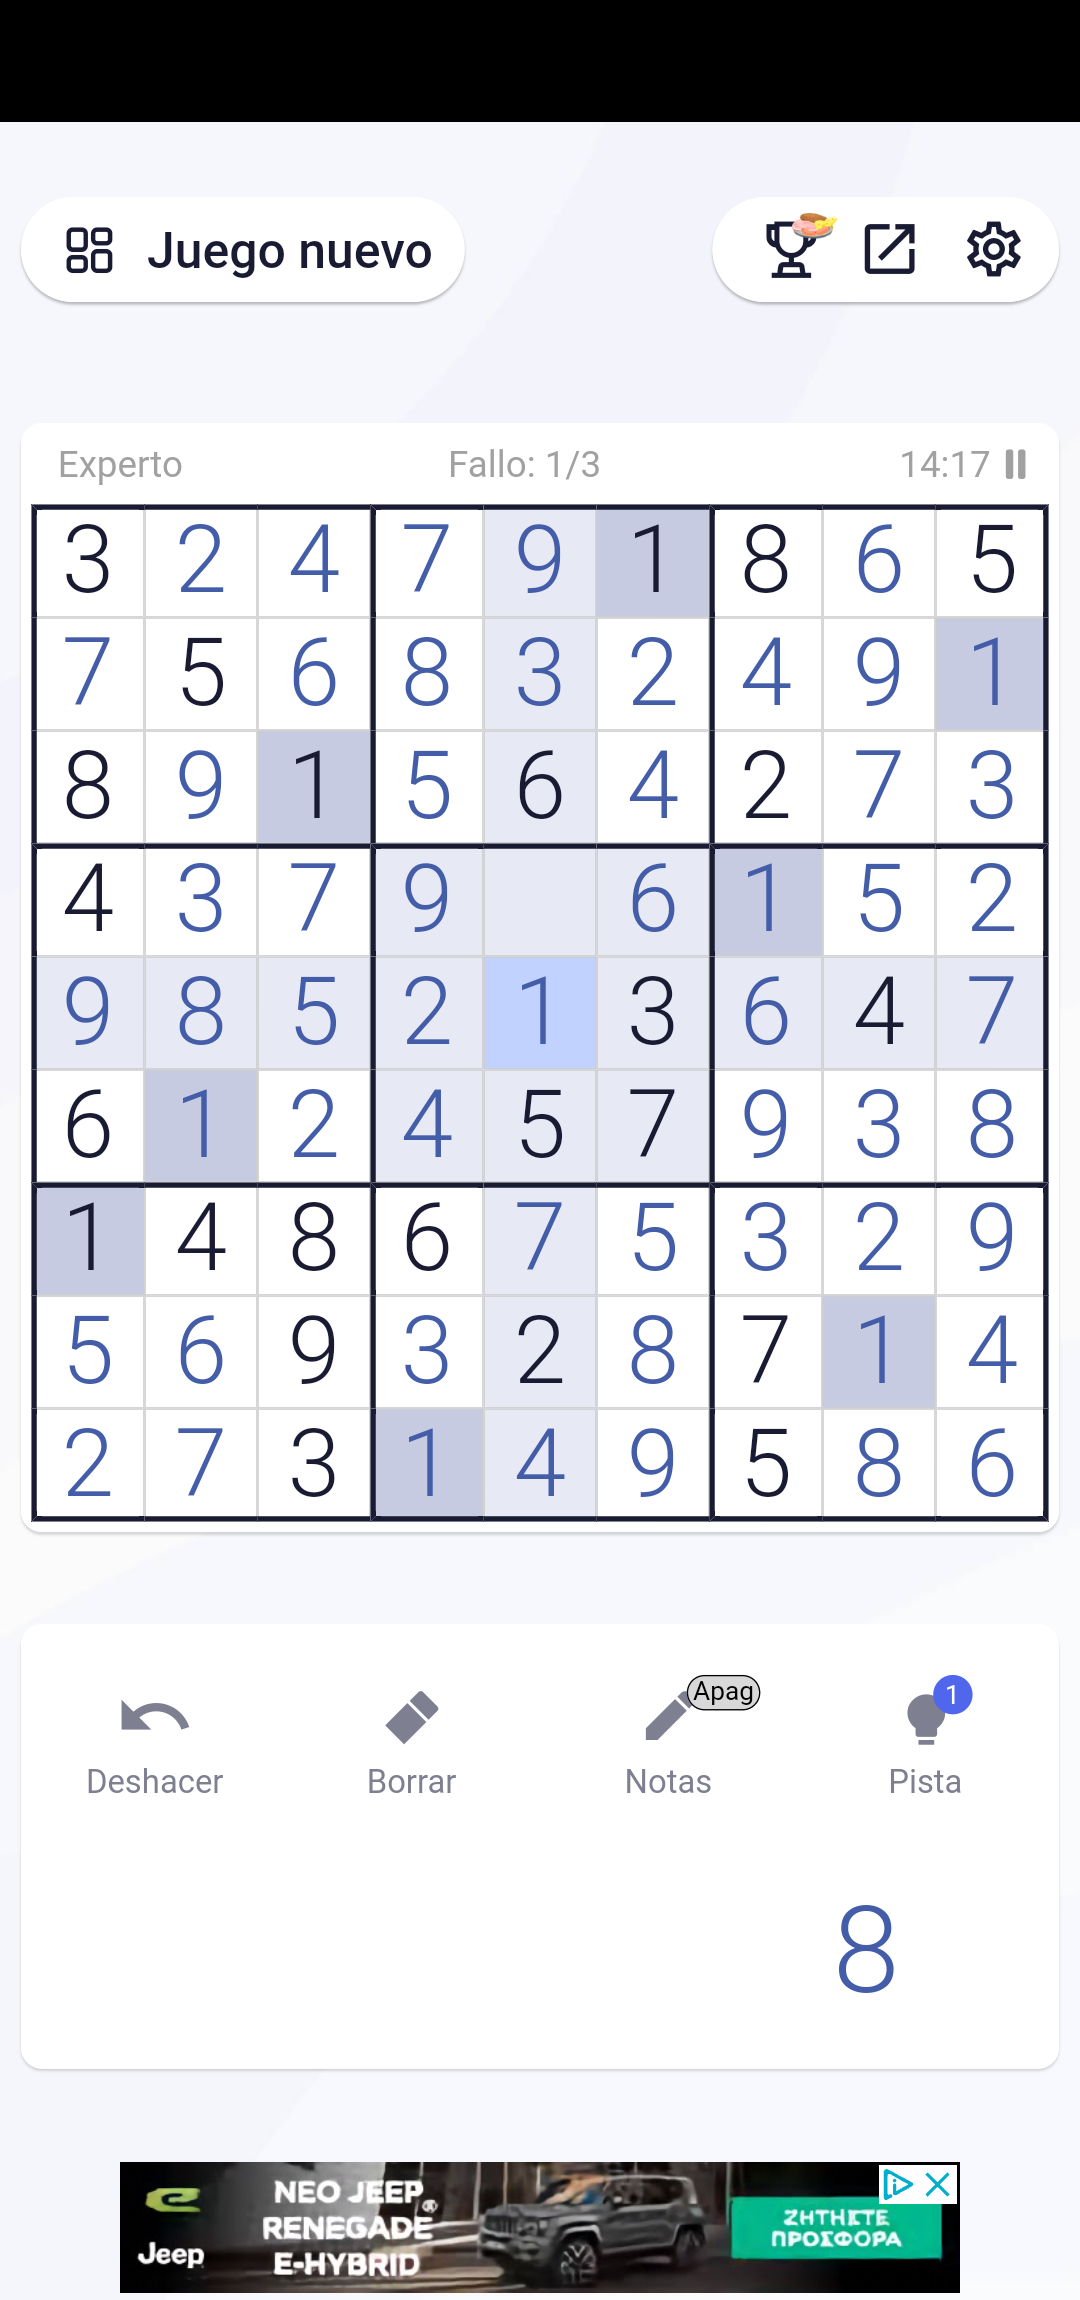 Juego nuevo
Experto Fallo: 1/3 14:17
3 2 4 7 9 1 8 6 5
7 5 6 8 3 2 4 9 1
8 9 1 5 6 4 2 7 3
4 3 7 9 6 1 5 2
9 8 5 2 1 3 6 4 7
6 1 2 4 5 7 9 3 8
1 4 8 6 7 5 3 2 9
5 6 9 3 2 8 7 1 4
2 7 3 1 4 9 5 8 6
Apag 1
Deshacer Borrar Notas Pista
8
NEO JEEP®
RENEGADE
E-HYBRID
Jeep
ΖΗΤΗΣΤΕ
ΠΡΟΣΦΟΡΑ